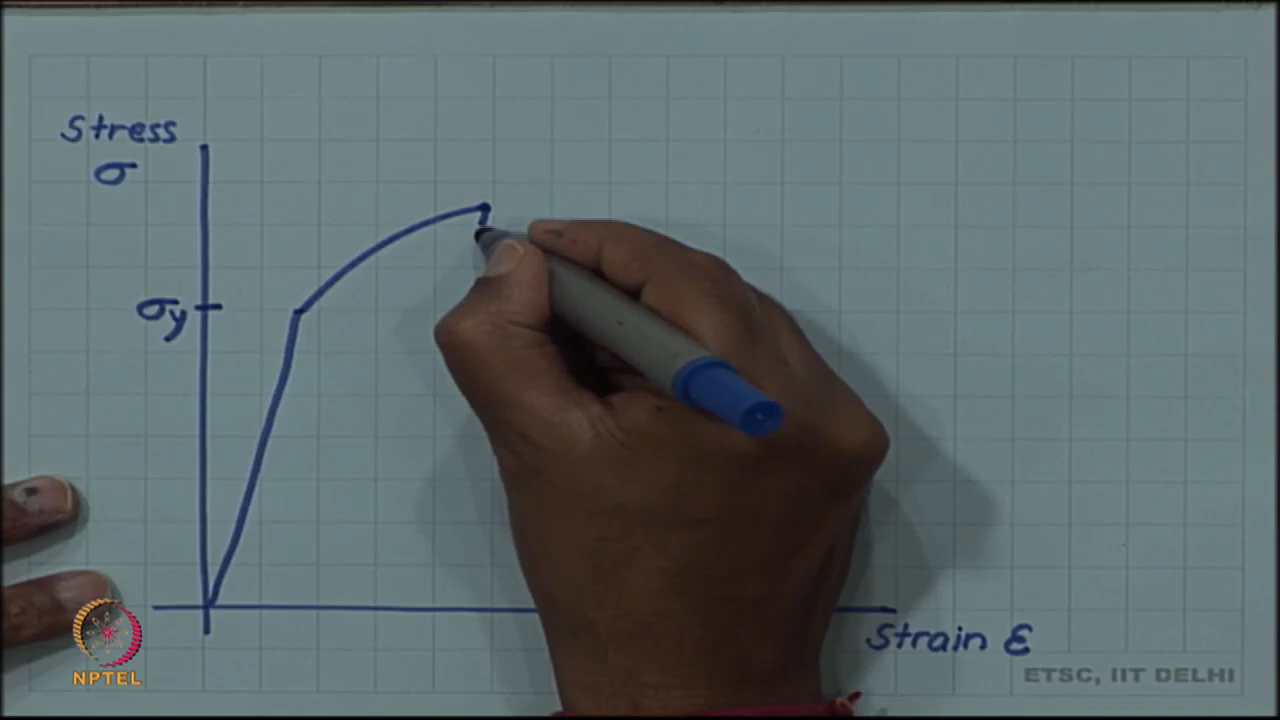 Stress
σ
σy
Strain ε
NPTEL
ETSC, IIT DELHI